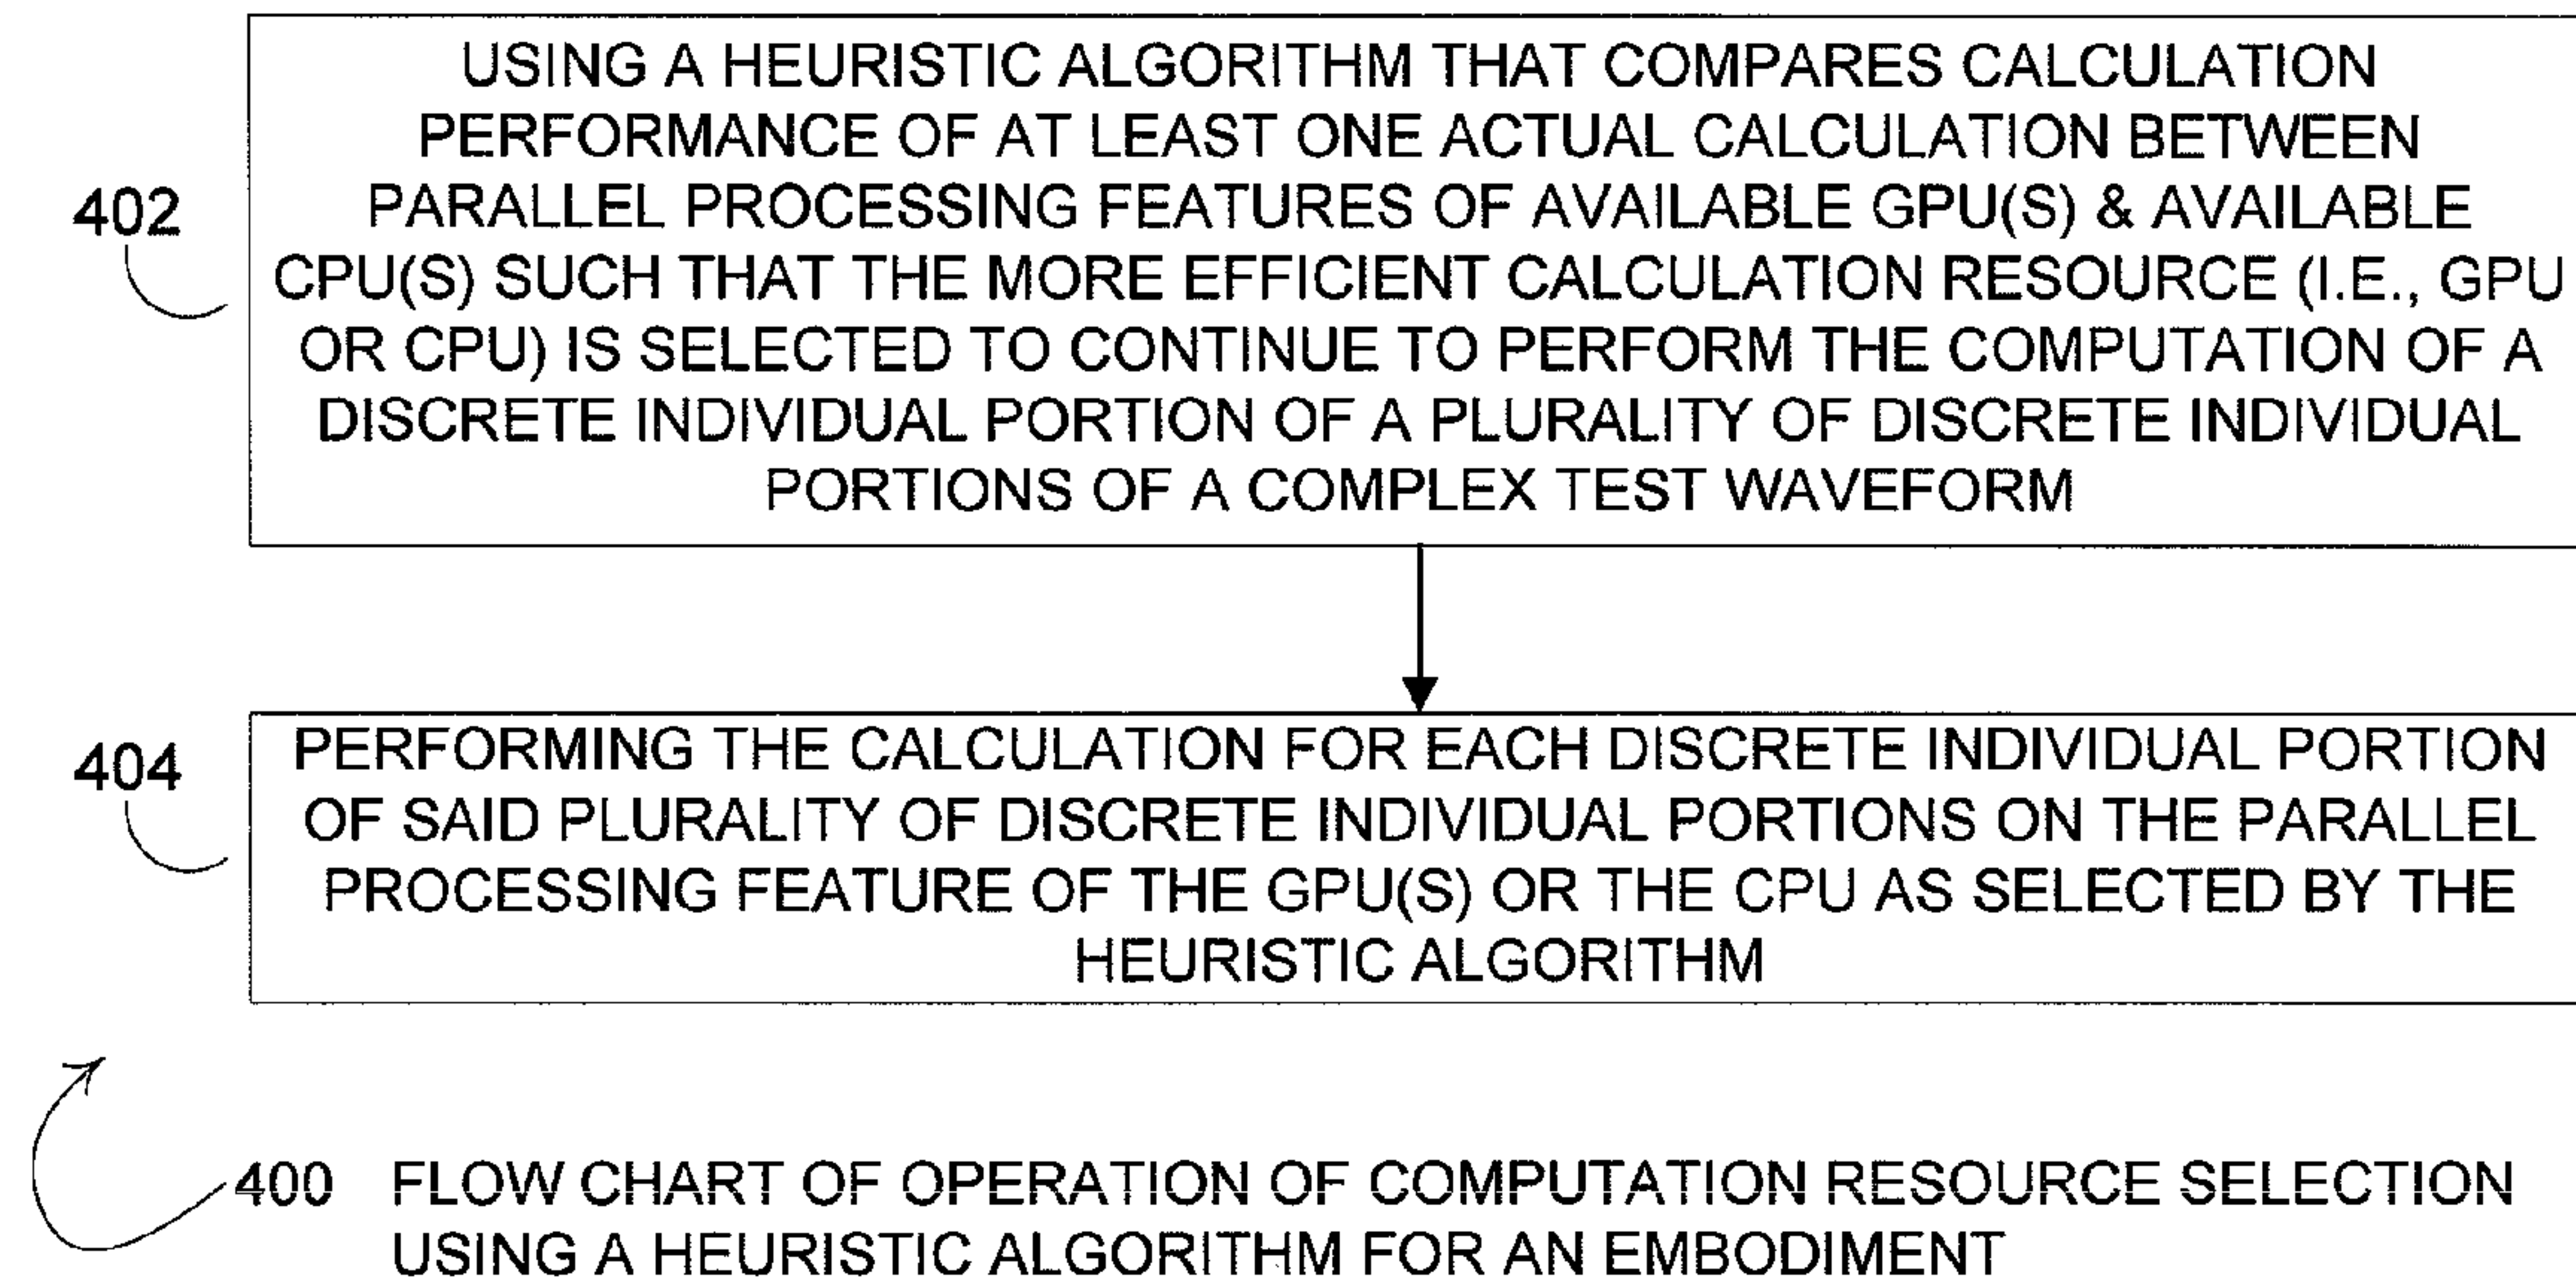 USING A HEURISTIC ALGORITHM THAT COMPARES CALCULATION
PERFORMANCE OF AT LEAST ONE ACTUAL CALCULATION BETWEEN
PARALLEL PROCESSING FEATURES OF AVAILABLE GPU(S) & AVAILABLE
CPU(S) SUCH THAT THE MORE EFFICIENT CALCULATION RESOURCE (I.E., GPU
OR CPU) IS SELECTED TO CONTINUE TO PERFORM THE COMPUTATION OF A
DISCRETE INDIVIDUAL PORTION OF A PLURALITY OF DISCRETE INDIVIDUAL
PORTIONS OF A COMPLEX TEST WAVEFORM
402
PERFORMING THE CALCULATION FOR EACH DISCRETE INDIVIDUAL PORTION
OF SAID PLURALITY OF DISCRETE INDIVIDUAL PORTIONS ON THE PARALLEL
PROCESSING FEATURE OF THE GPU(S) OR THE CPU AS SELECTED BY THE
HEURISTIC ALGORITHM
404
400 FLOW CHART OF OPERATION OF COMPUTATION RESOURCE SELECTION
USING A HEURISTIC ALGORITHM FOR AN EMBODIMENT